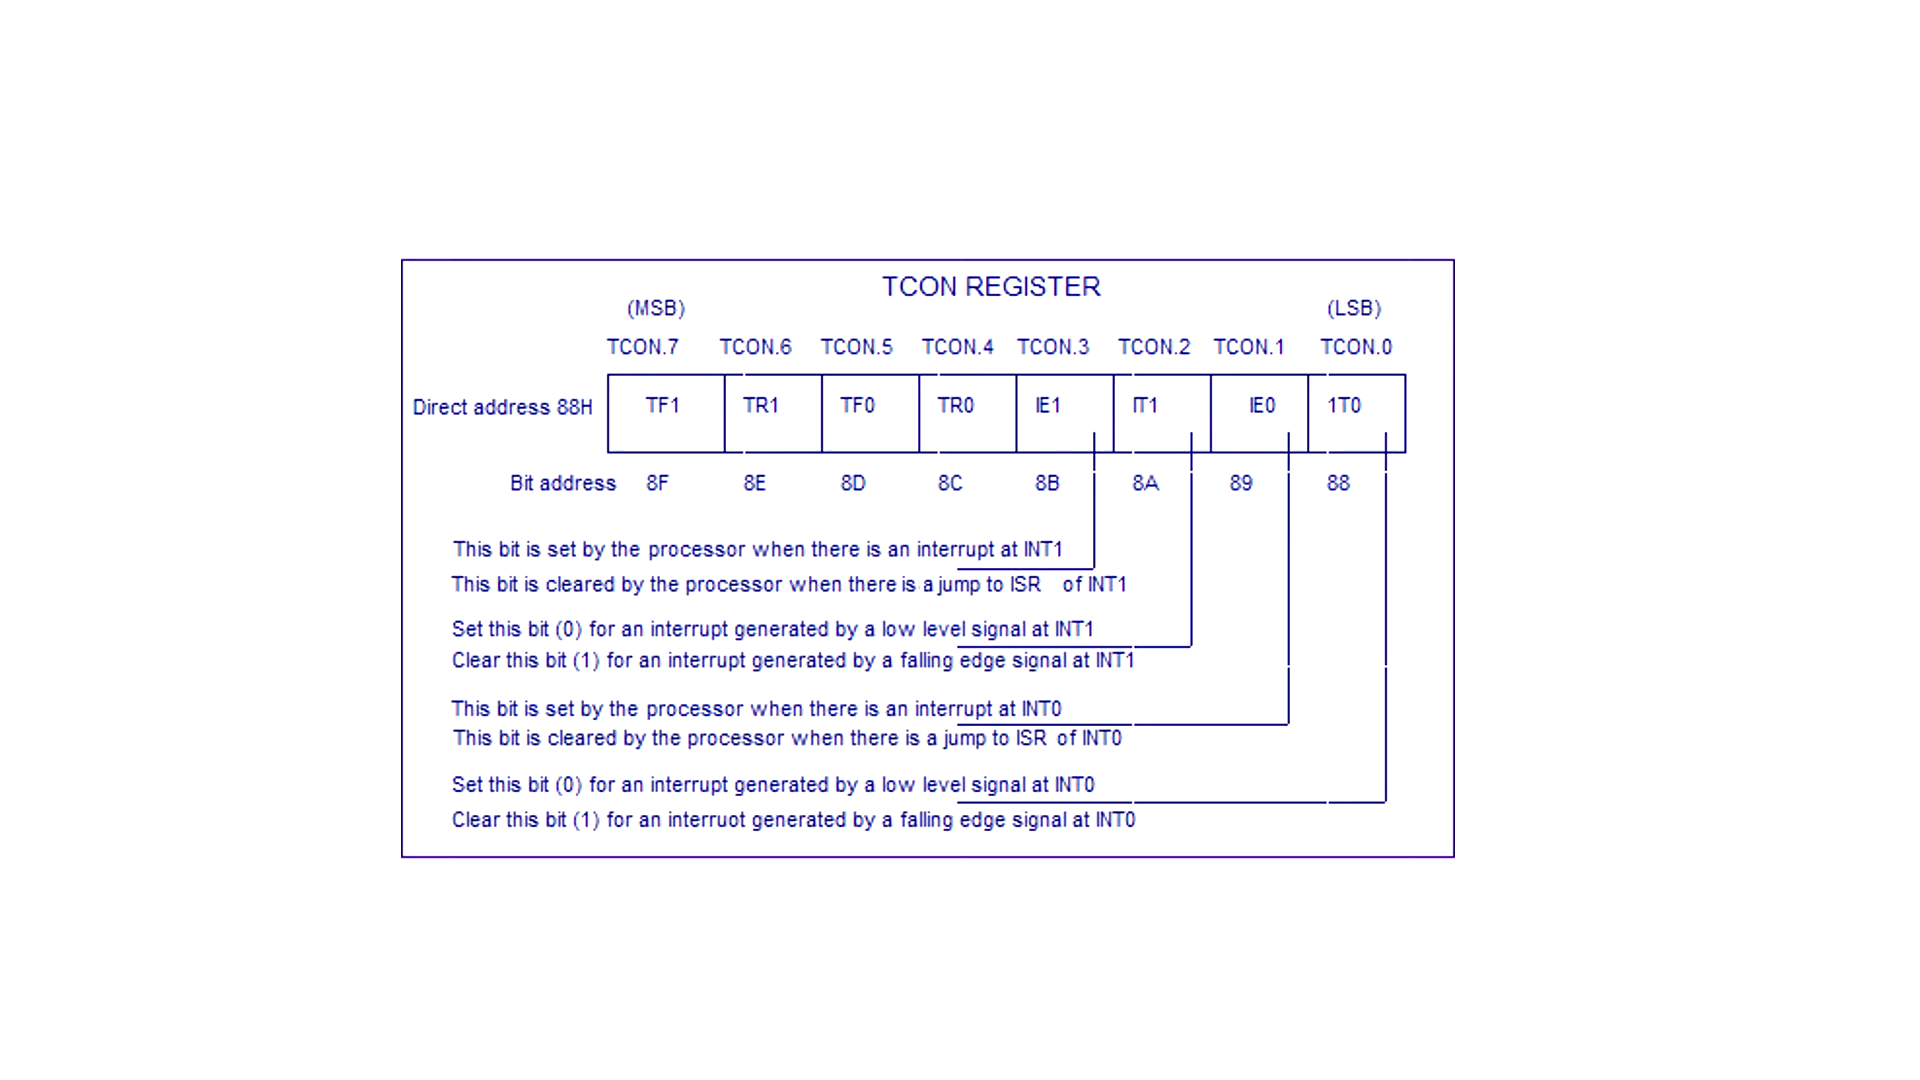 TCON REGISTER
(MSB) (LSB)
TCON.7 TCON.6 TCON.5 TCON.4 TCON.3 TCON.2 TCON.1 TCON.0
Direct address 88H TF1 TR1 TF0 TR0 IE1 IT1 IE0 1T0
Bit address 8F 8E 8D 8C 8B 8A 89 88
This bit is set by the processor when there is an interrupt at INT1
This bit is cleared by the processor when there is a jump to ISR of INT1
Set this bit (0) for an interrupt generated by a low level signal at INT1
Clear this bit (1) for an interrupt generated by a falling edge signal at INT1
This bit is set by the processor when there is an interrupt at INT0
This bit is cleared by the processor when there is a jump to ISR of INT0
Set this bit (0) for an interrupt generated by a low level signal at INT0
Clear this bit (1) for an interruot generated by a falling edge signal at INT0